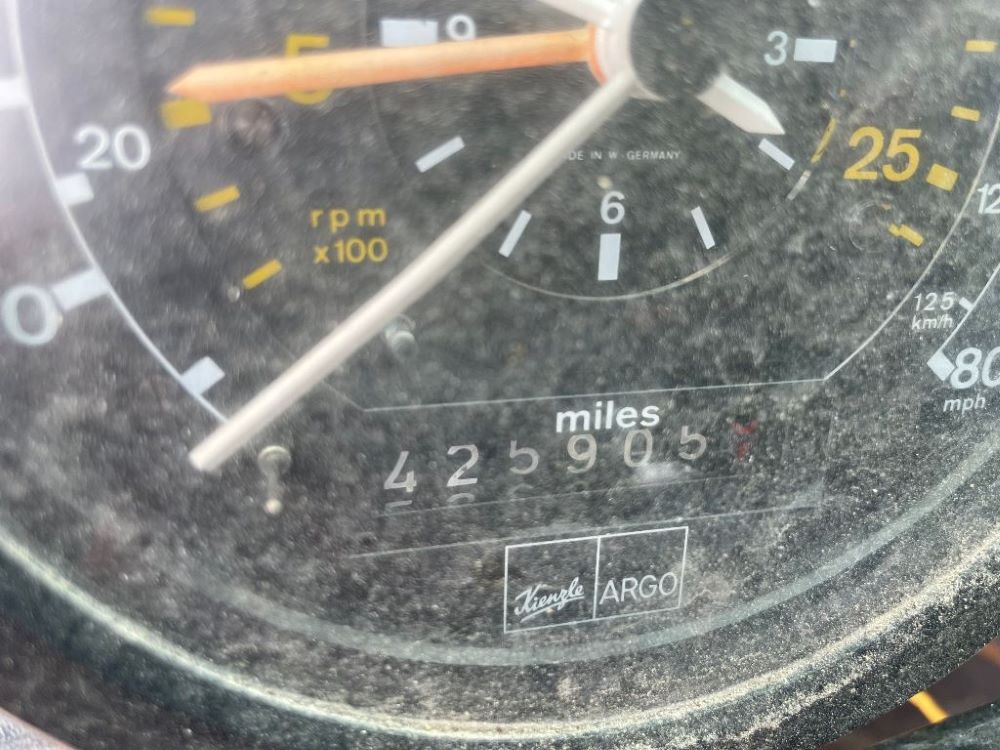 5
9
3
20
25
DE IN W. GERMANY
12
rpm
x100
6
0
125
km/h
80
mph
miles
425905
Kienzle ARGO